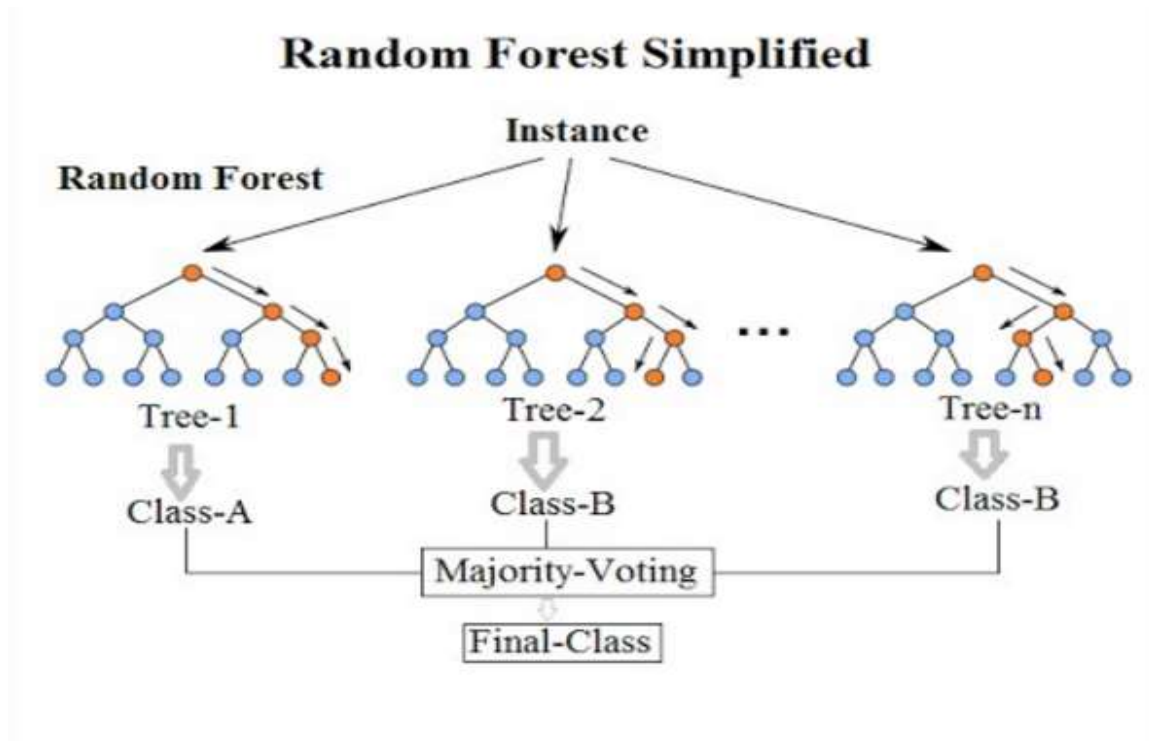 Random Forest Simplified
Instance
Random Forest
...
Tree-1
Tree-2
Tree-n
Class-A
Class-B
Class-B
Majority-Voting
Final-Class